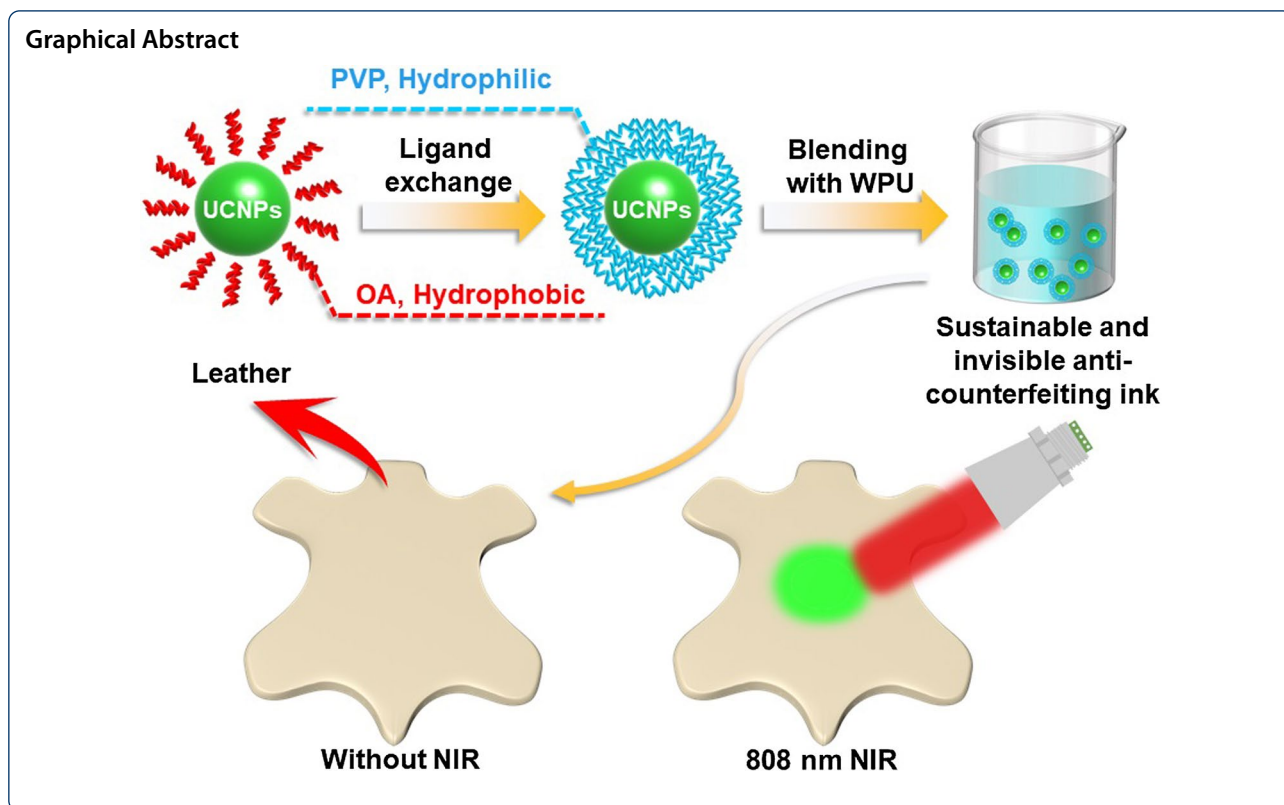 Graphical Abstract
PVP, Hydrophilic
UCNPs
Ligand
exchange
UCNPs
Blending
with WPU
OA, Hydrophobic
Sustainable and
invisible anti-
counterfeiting ink
Leather
Without NIR
808 nm NIR